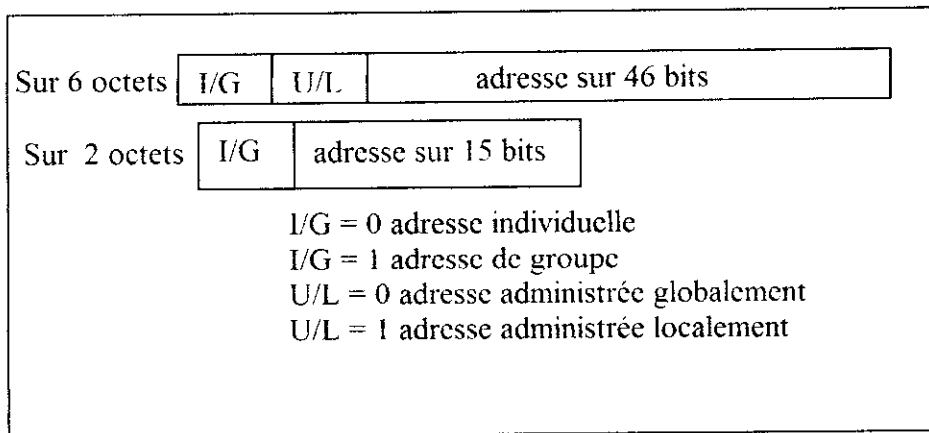 Sur 6 octets I/G U/L adresse sur 46 bits
Sur 2 octets I/G adresse sur 15 bits
I/G = 0 adresse individuelle
I/G = 1 adresse de groupe
U/L = 0 adresse administrée globalement
U/L = 1 adresse administrée localement